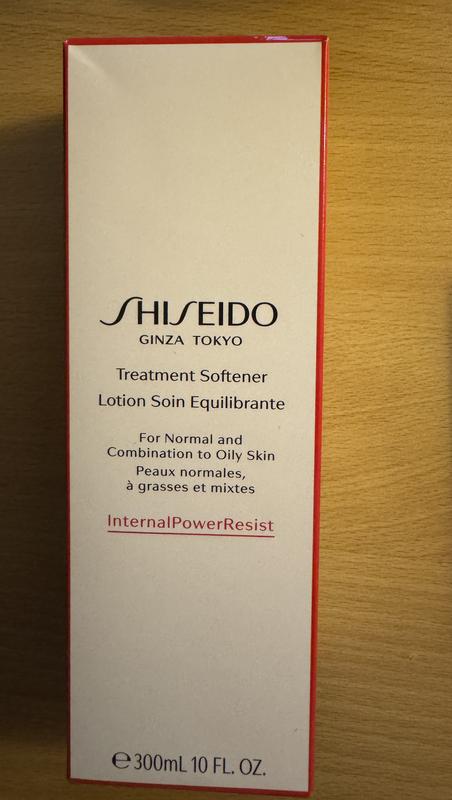 SHISEIDO
GINZA TOKYO
Treatment Softener
Lotion Soin Equilibrante
For Normal and
Combination to Oily Skin
Peaux normales,
à grasses et mixtes
InternalPowerResist
℮300mL 10 FL. OZ.